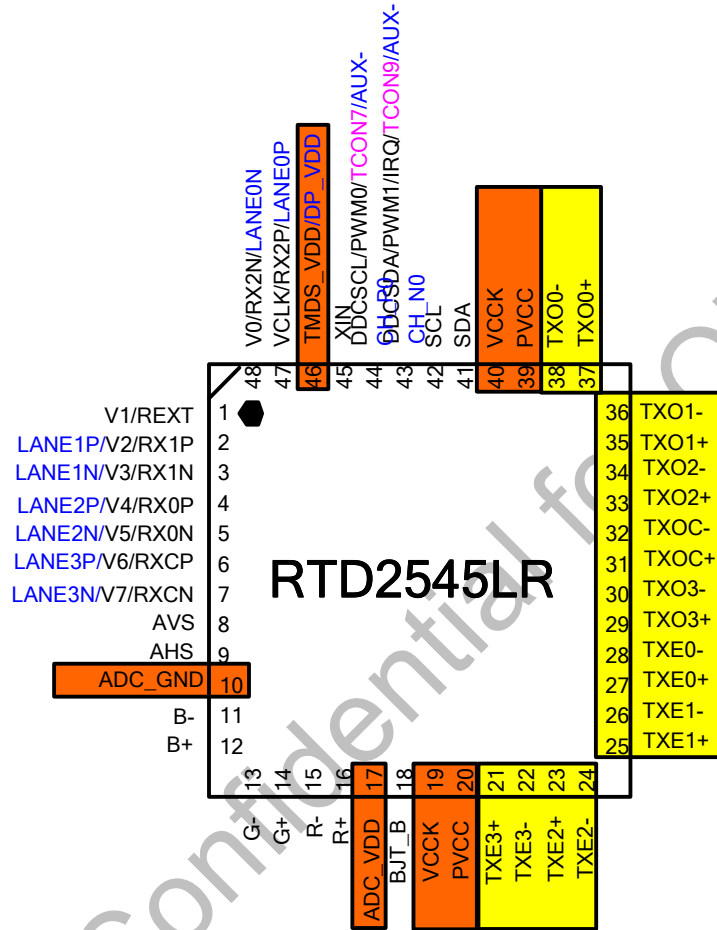 V0/RX2N/LANE0N
VCLK/RX2P/LANE0P
TMDS_VDD/DP_VDD
XIN
DDCSCL/PWM0/TCON7/AUX-
CH_P0
DDCSDA/PWM1/IRQ/TCON9/AUX-
CH_N0
SCL
SDA
VCCK
PVCC
TXO0-
TXO0+
48
47
46
45
44
43
42
41
40
39
38
37
V1/REXT 1
LANE1P/V2/RX1P 2
LANE1N/V3/RX1N 3
LANE2P/V4/RX0P 4
LANE2N/V5/RX0N 5
LANE3P/V6/RXCP 6
LANE3N/V7/RXCN 7
AVS 8
AHS 9
ADC_GND 10
B- 11
B+ 12
RTD2545LR
36 TXO1-
35 TXO1+
34 TXO2-
33 TXO2+
32 TXOC-
31 TXOC+
30 TXO3-
29 TXO3+
28 TXE0-
27 TXE0+
26 TXE1-
25 TXE1+
13
14
15
16
17
18
19
20
21
22
23
24
G-
G+
R-
R+
ADC_VDD
BJT_B
VCCK
PVCC
TXE3+
TXE3-
TXE2+
TXE2-
Confidential for